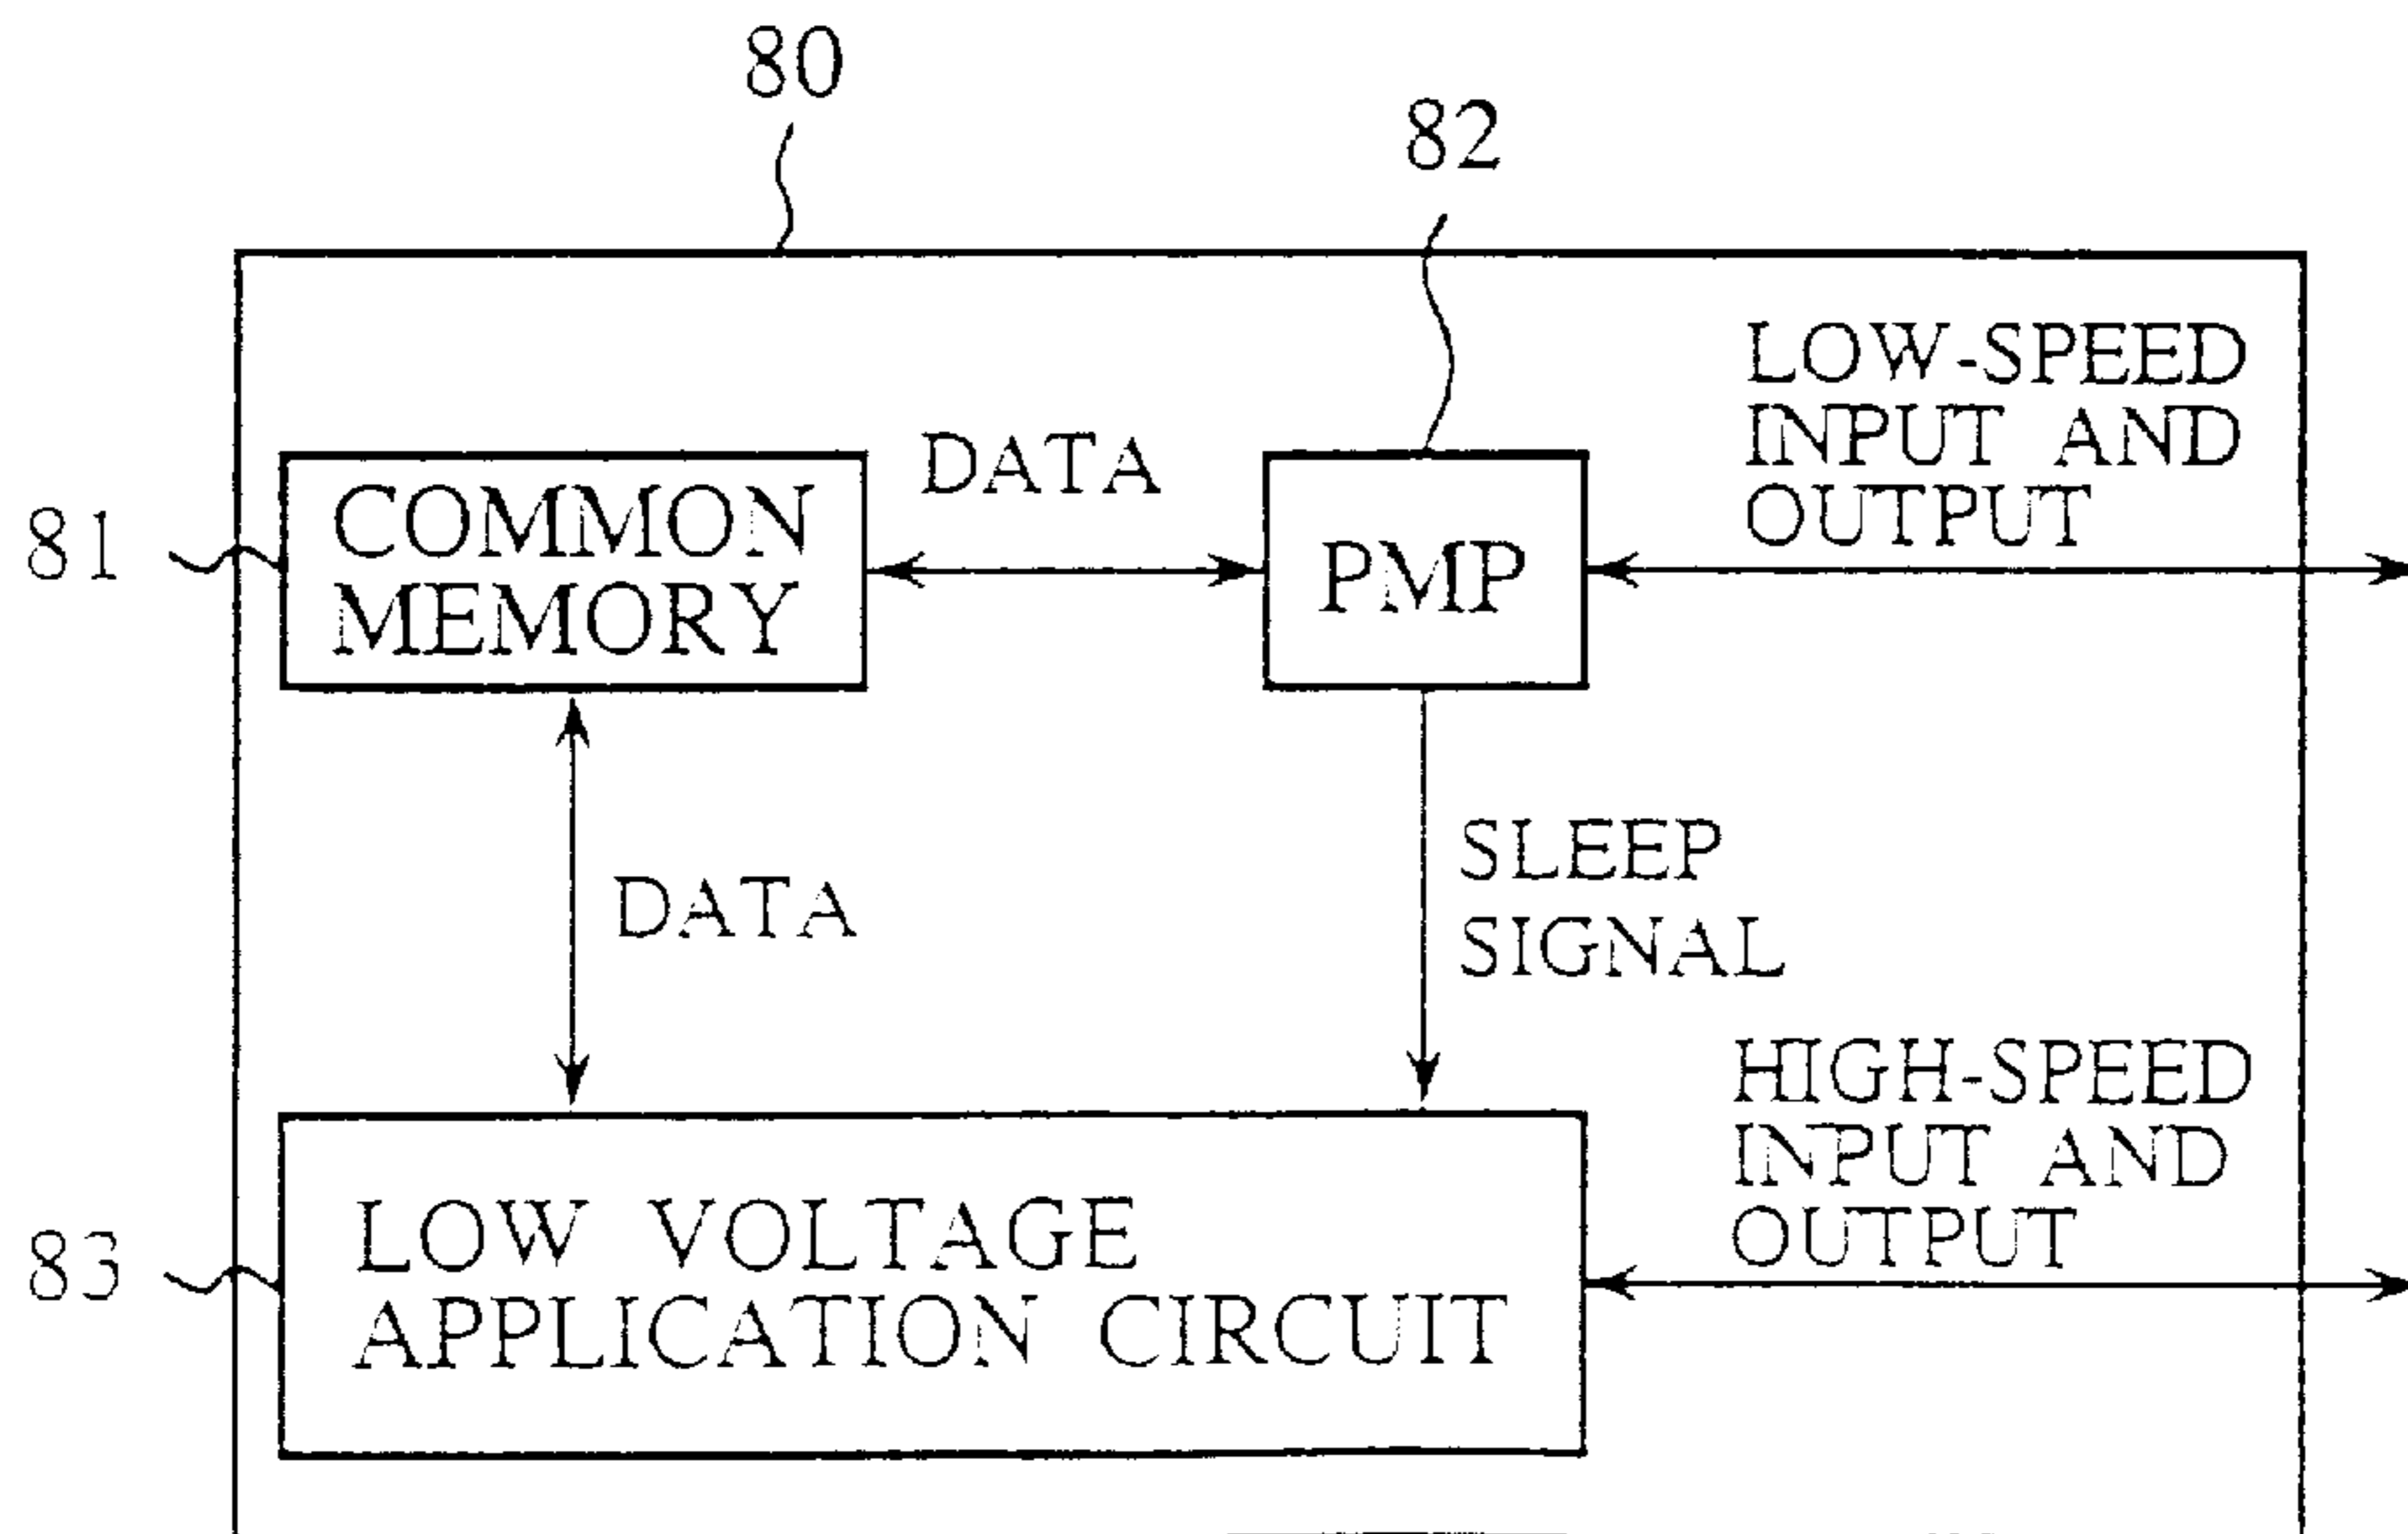 80
82
LOW-SPEED
INPUT AND
OUTPUT
DATA
COMMON
MEMORY
81
PMP
SLEEP
SIGNAL
DATA
HIGH-SPEED
INPUT AND
OUTPUT
LOW VOLTAGE
APPLICATION CIRCUIT
83